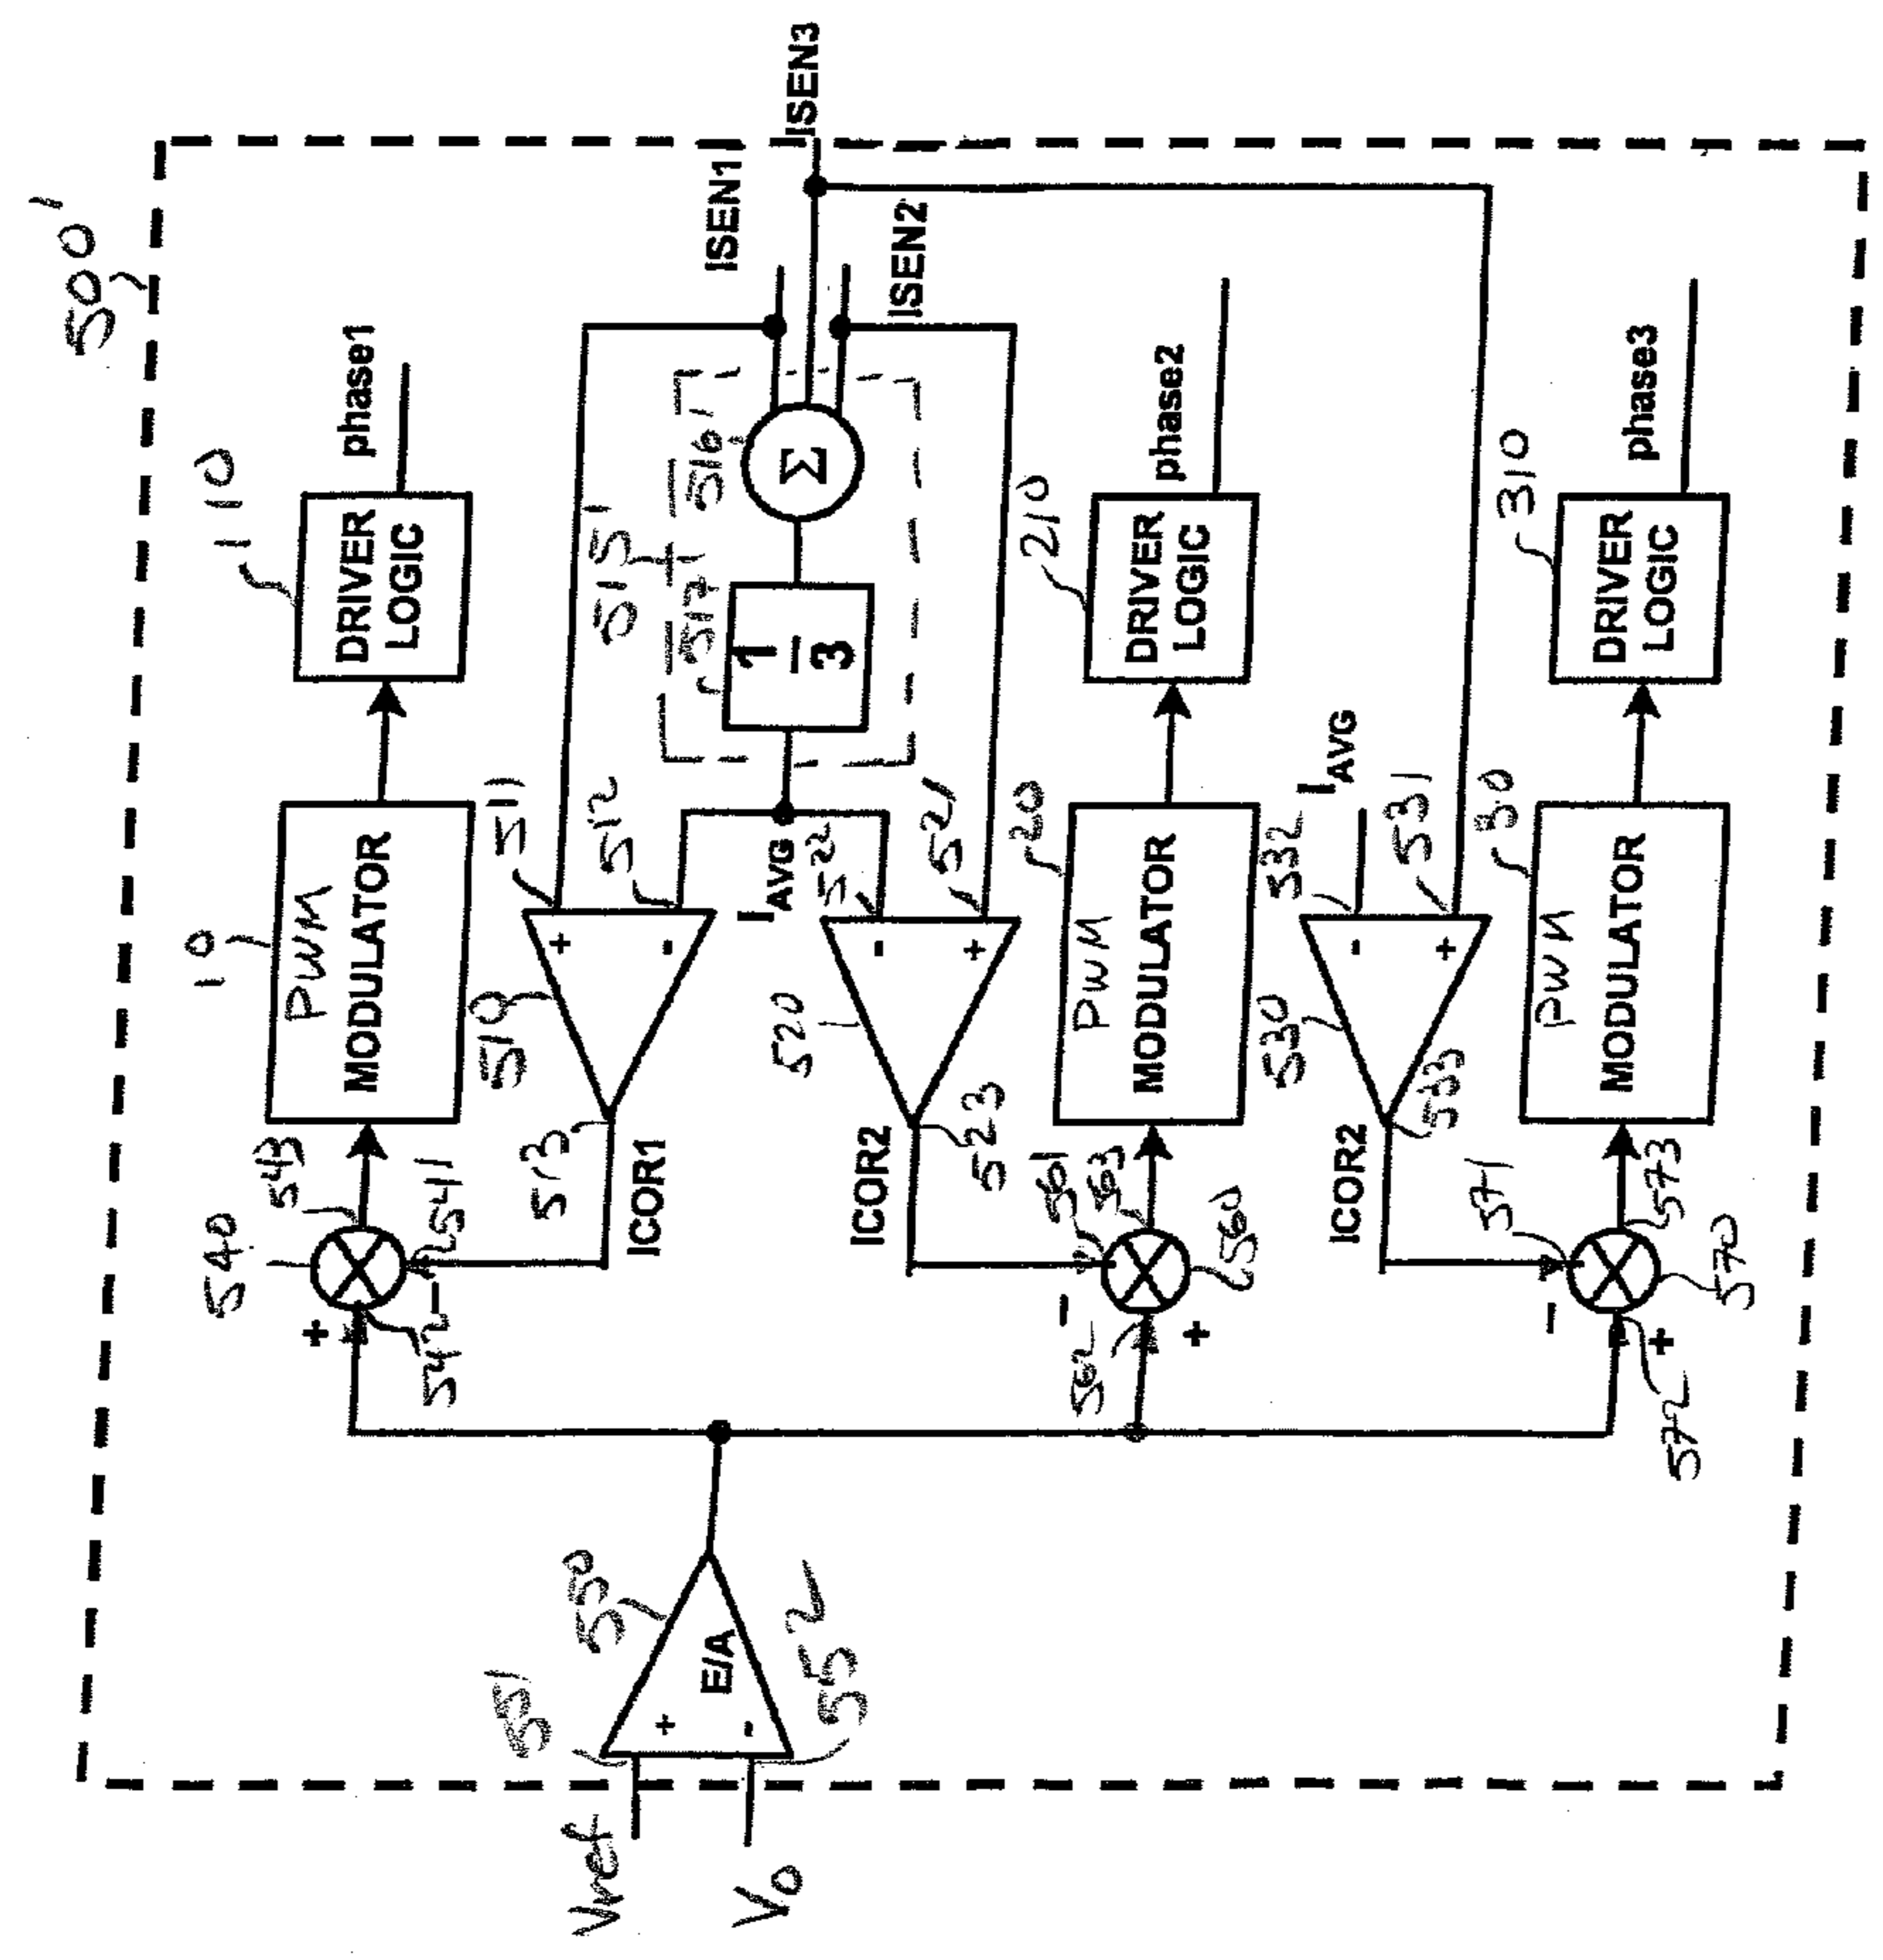 500'
110
phase1
DRIVER
LOGIC
10
PWM
MODULATOR
543
540
541
+
-
542
ISEN1
ISEN3
ISEN2
515'
516'
Σ
517'
1
3
511
512
+
-
510
513
ICOR1
IAVG
522
521
-
+
520
523
ICOR2
210
phase2
DRIVER
LOGIC
20
PWM
MODULATOR
561
563
560
-
562
+
IAVG
532
531
-
+
530
533
ICOR2
310
phase3
DRIVER
LOGIC
30
PWM
MODULATOR
571
573
570
-
+
572
550
E/A
551
+
-
552
Vref
Vo